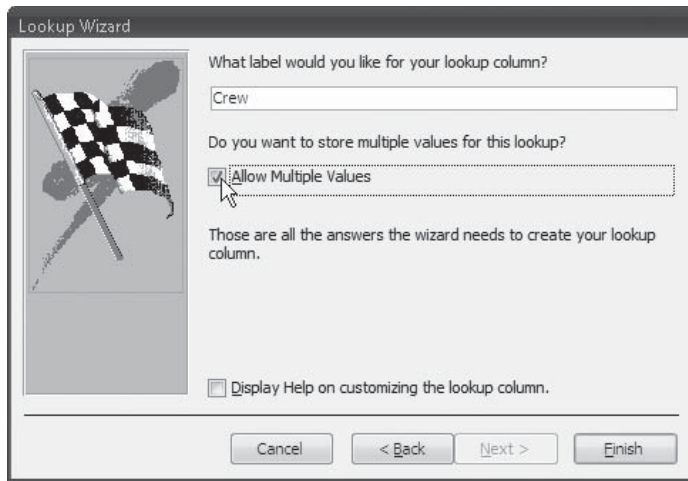 Lookup Wizard
What label would you like for your lookup column?
Crew
Do you want to store multiple values for this lookup?
Allow Multiple Values
Those are all the answers the wizard needs to create your lookup
column.
Display Help on customizing the lookup column.
Cancel < Back Next > Finish